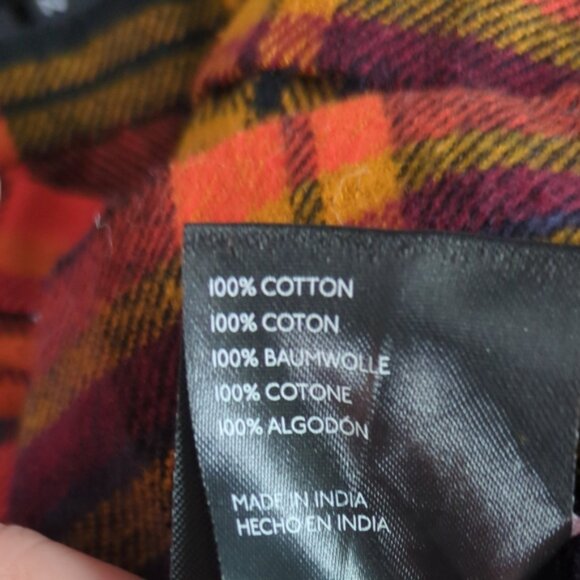 100% COTTON
100% COTON
100% BAUMWOLLE
100% COTONE
100% ALGODÓN
MADE IN INDIA
HECHO EN INDIA